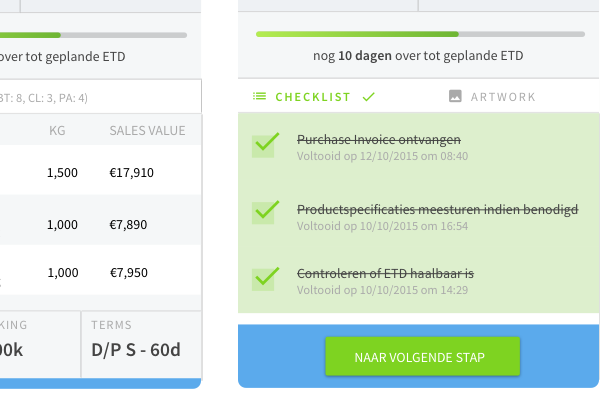 over tot geplande ETD
BT: 8, CL: 3, PA: 4)
KG SALES VALUE
1,500 €17,910
1,000 €7,890
1,000 €7,950
KING TERMS
00k D/P S - 60d
nog 10 dagen over tot geplande ETD
CHECKLIST ARTWORK
Purchase Invoice ontvangen
Voltooid op 12/10/2015 om 08:40
Productspecificaties meesturen indien benodigd
Voltooid op 10/10/2015 om 16:54
Controleren of ETD haalbaar is
Voltooid op 10/10/2015 om 14:29
NAAR VOLGENDE STAP